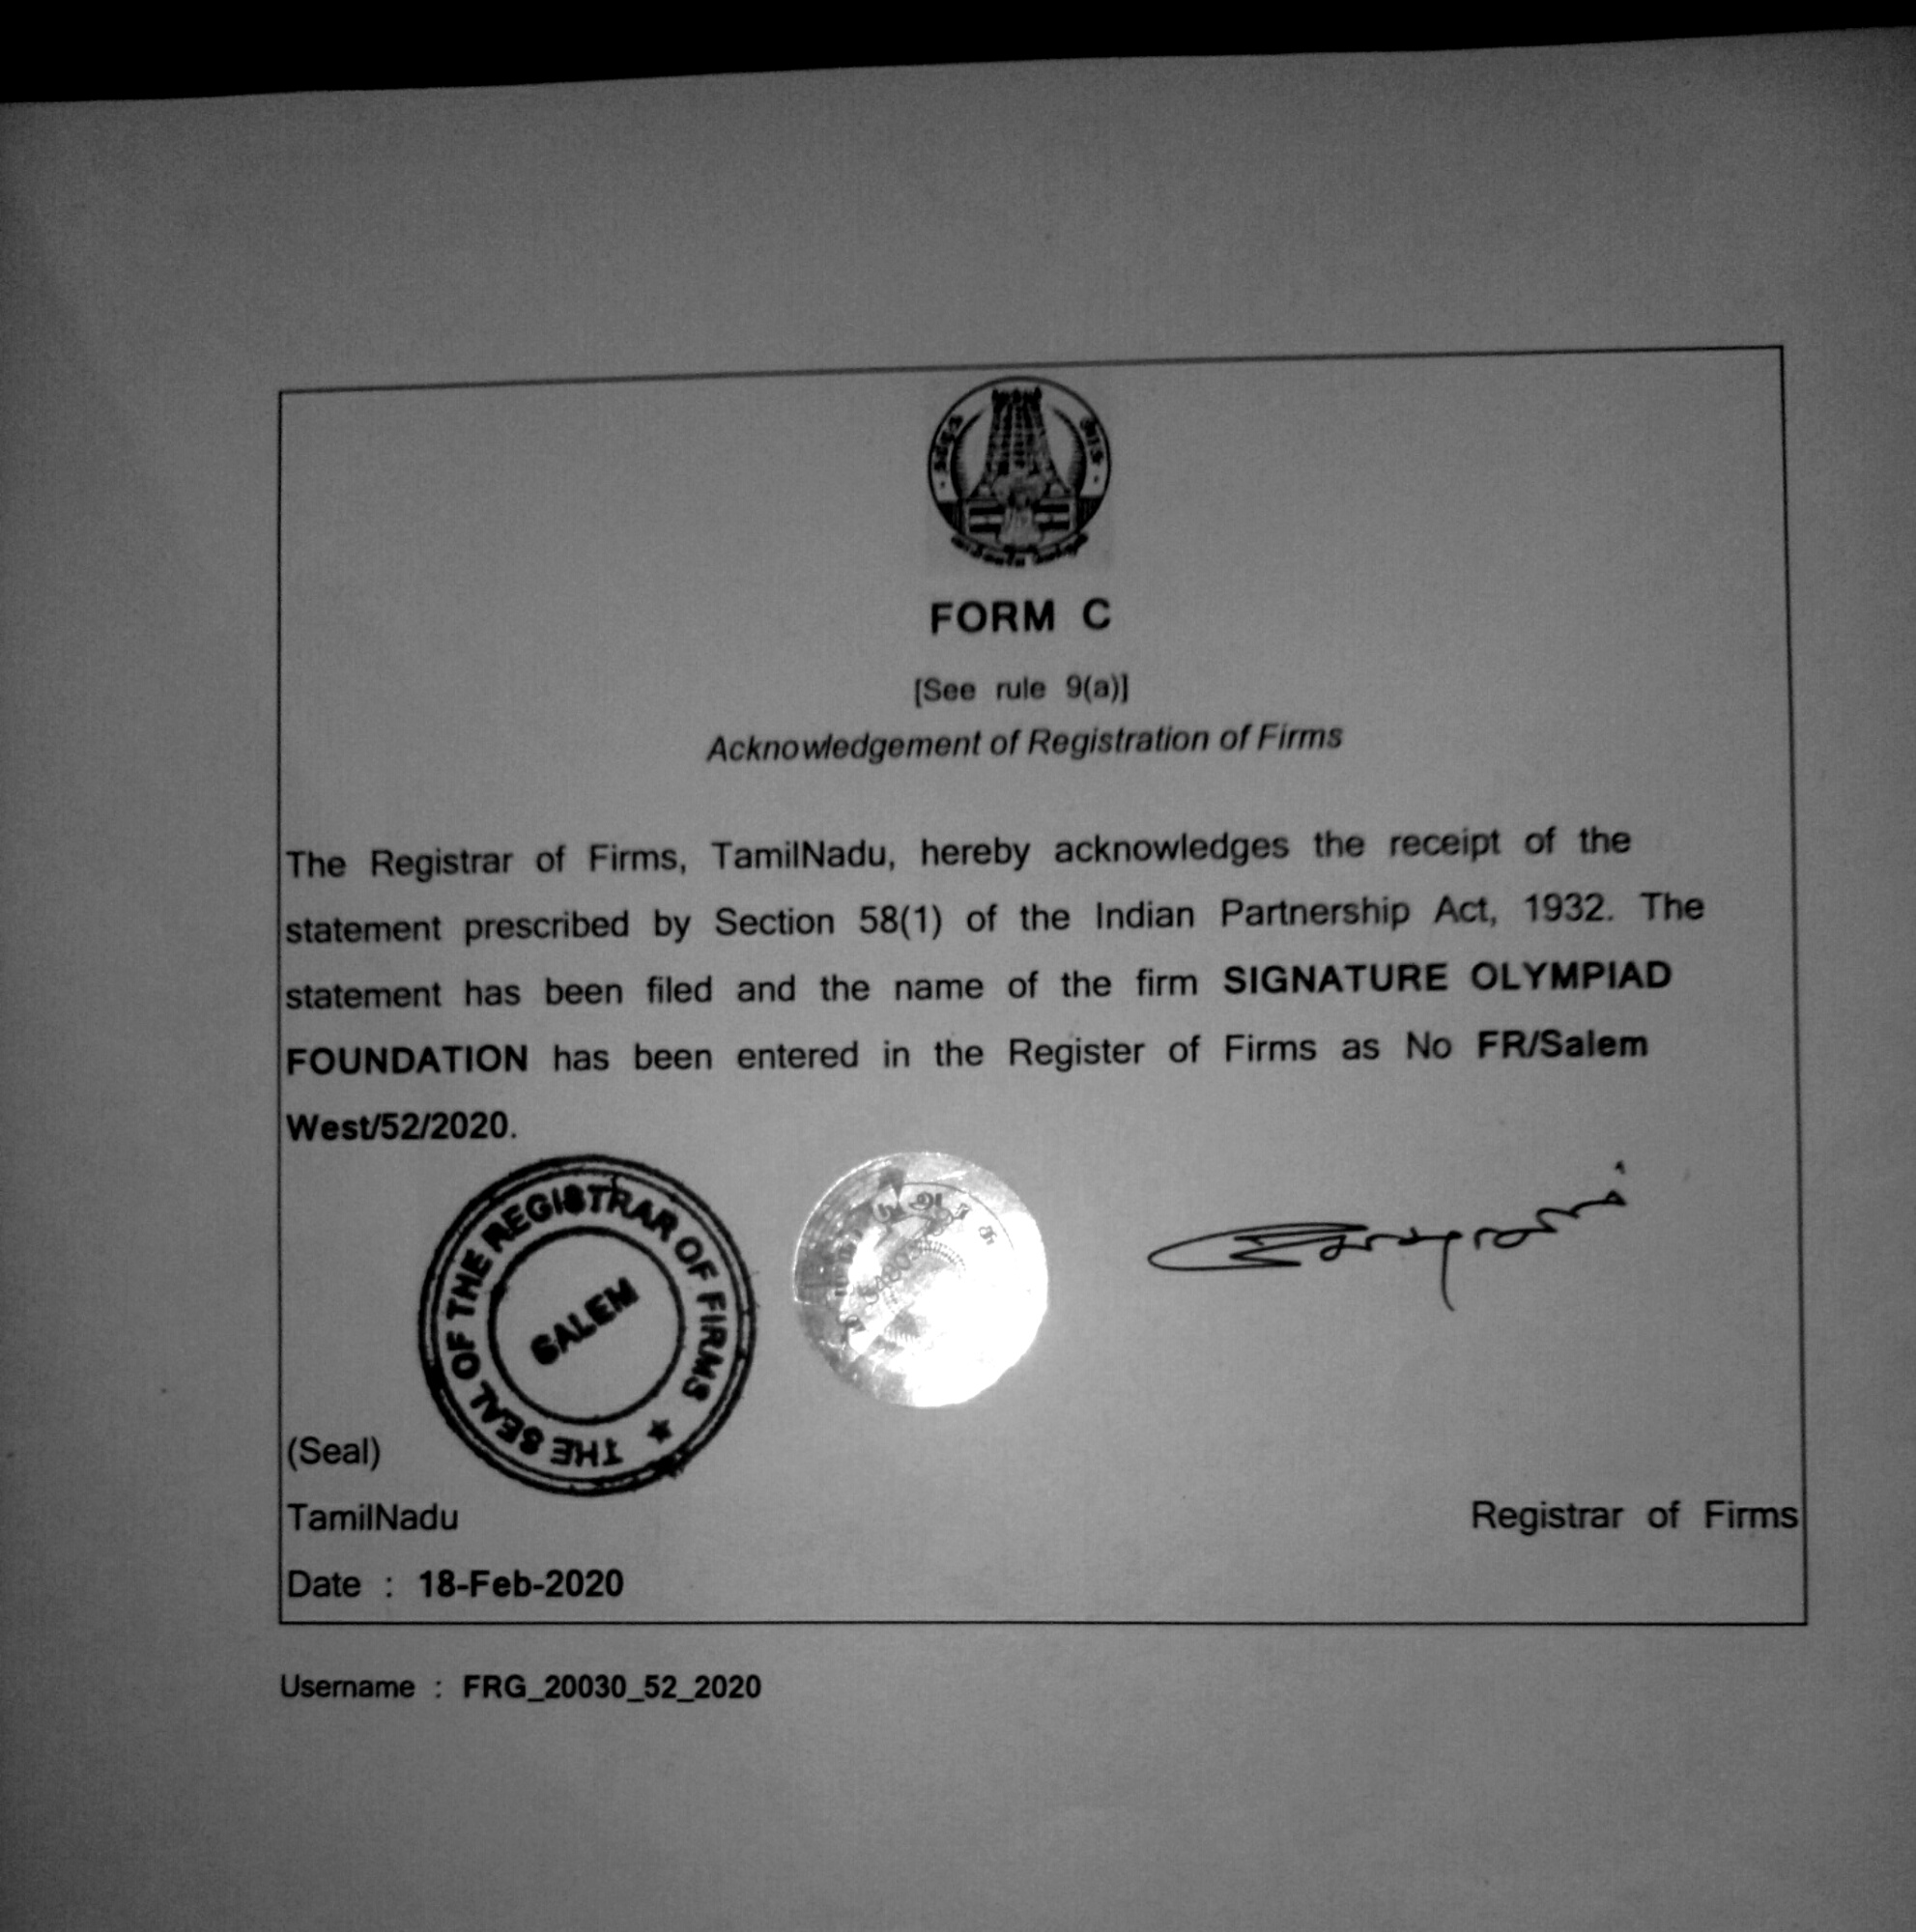 FORM C
[See rule 9(a)]
Acknowledgement of Registration of Firms
The Registrar of Firms, TamilNadu, hereby acknowledges the receipt of the
statement prescribed by Section 58(1) of the Indian Partnership Act, 1932. The
statement has been filed and the name of the firm SIGNATURE OLYMPIAD
FOUNDATION has been entered in the Register of Firms as No FR/Salem
West/52/2020.
THE SEAL OF THE REGISTRAR OF FIRMS ★
SALEM
(Seal)
TamilNadu
Registrar of Firms
Date : 18-Feb-2020
Username : FRG_20030_52_2020